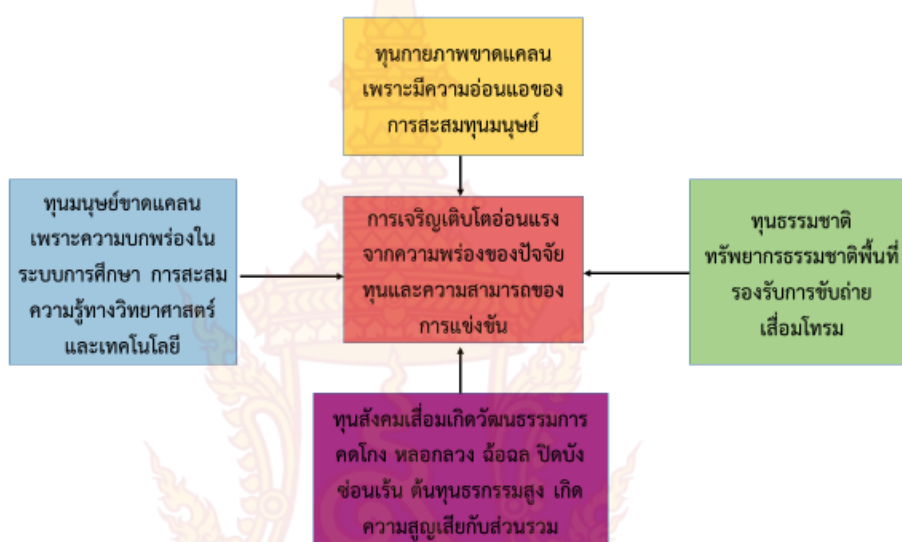 ทุนกายภาพขาดแคลน
เพราะมีความอ่อนแอของ
การสะสมทุนมนุษย์
ทุนมนุษย์ขาดแคลน
เพราะความบกพร่องใน
ระบบการศึกษา การสะสม
ความรู้ทางวิทยาศาสตร์
และเทคโนโลยี
การเจริญเติบโตอ่อนแรง
จากความพร่องของปัจจัย
ทุนและความสามารถของ
การแข่งขัน
ทุนธรรมชาติ
ทรัพยากรธรรมชาติพื้นที่
รองรับการขับถ่าย
เสื่อมโทรม
ทุนสังคมเสื่อมเกิดวัฒนธรรมการ
คดโกง หลอกลวง ฉ้อฉล ปิดบัง
ซ่อนเร้น ต้นทุนธรกรรมสูง เกิด
ความสูญเสียกับส่วนรวม